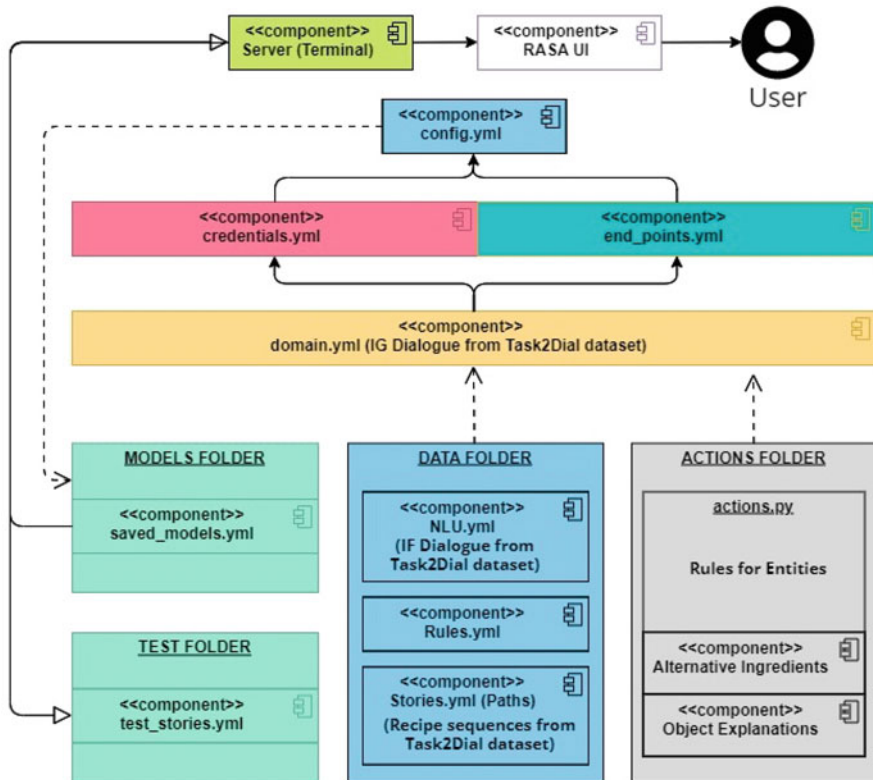 <<component>>
Server (Terminal)
<<component>>
RASA UI
User
<<component>>
config.yml
<<component>>
credentials.yml
<<component>>
end_points.yml
<<component>>
domain.yml (IG Dialogue from Task2Dial dataset)
MODELS FOLDER
<<component>>
saved_models.yml
TEST FOLDER
<<component>>
test_stories.yml
DATA FOLDER
<<component>>
NLU.yml
(IF Dialogue from
Task2Dial dataset)
<<component>>
Rules.yml
<<component>>
Stories.yml (Paths)
(Recipe sequences from
Task2Dial dataset)
ACTIONS FOLDER
actions.py
Rules for Entities
<<component>>
Alternative Ingredients
<<component>>
Object Explanations